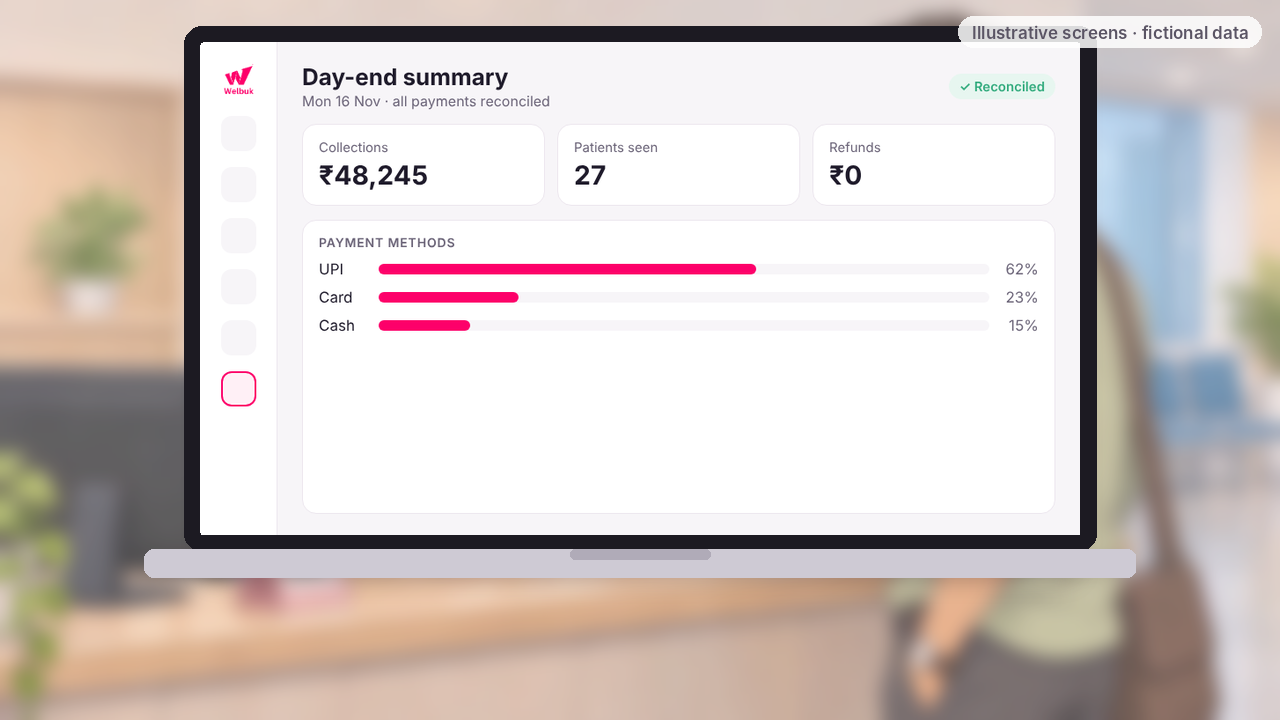 Illustrative screens · fictional data
Welbuk
Day-end summary
Mon 16 Nov · all payments reconciled
✓ Reconciled
Collections
₹48,245
Patients seen
27
Refunds
₹0
PAYMENT METHODS
UPI 62%
Card 23%
Cash 15%